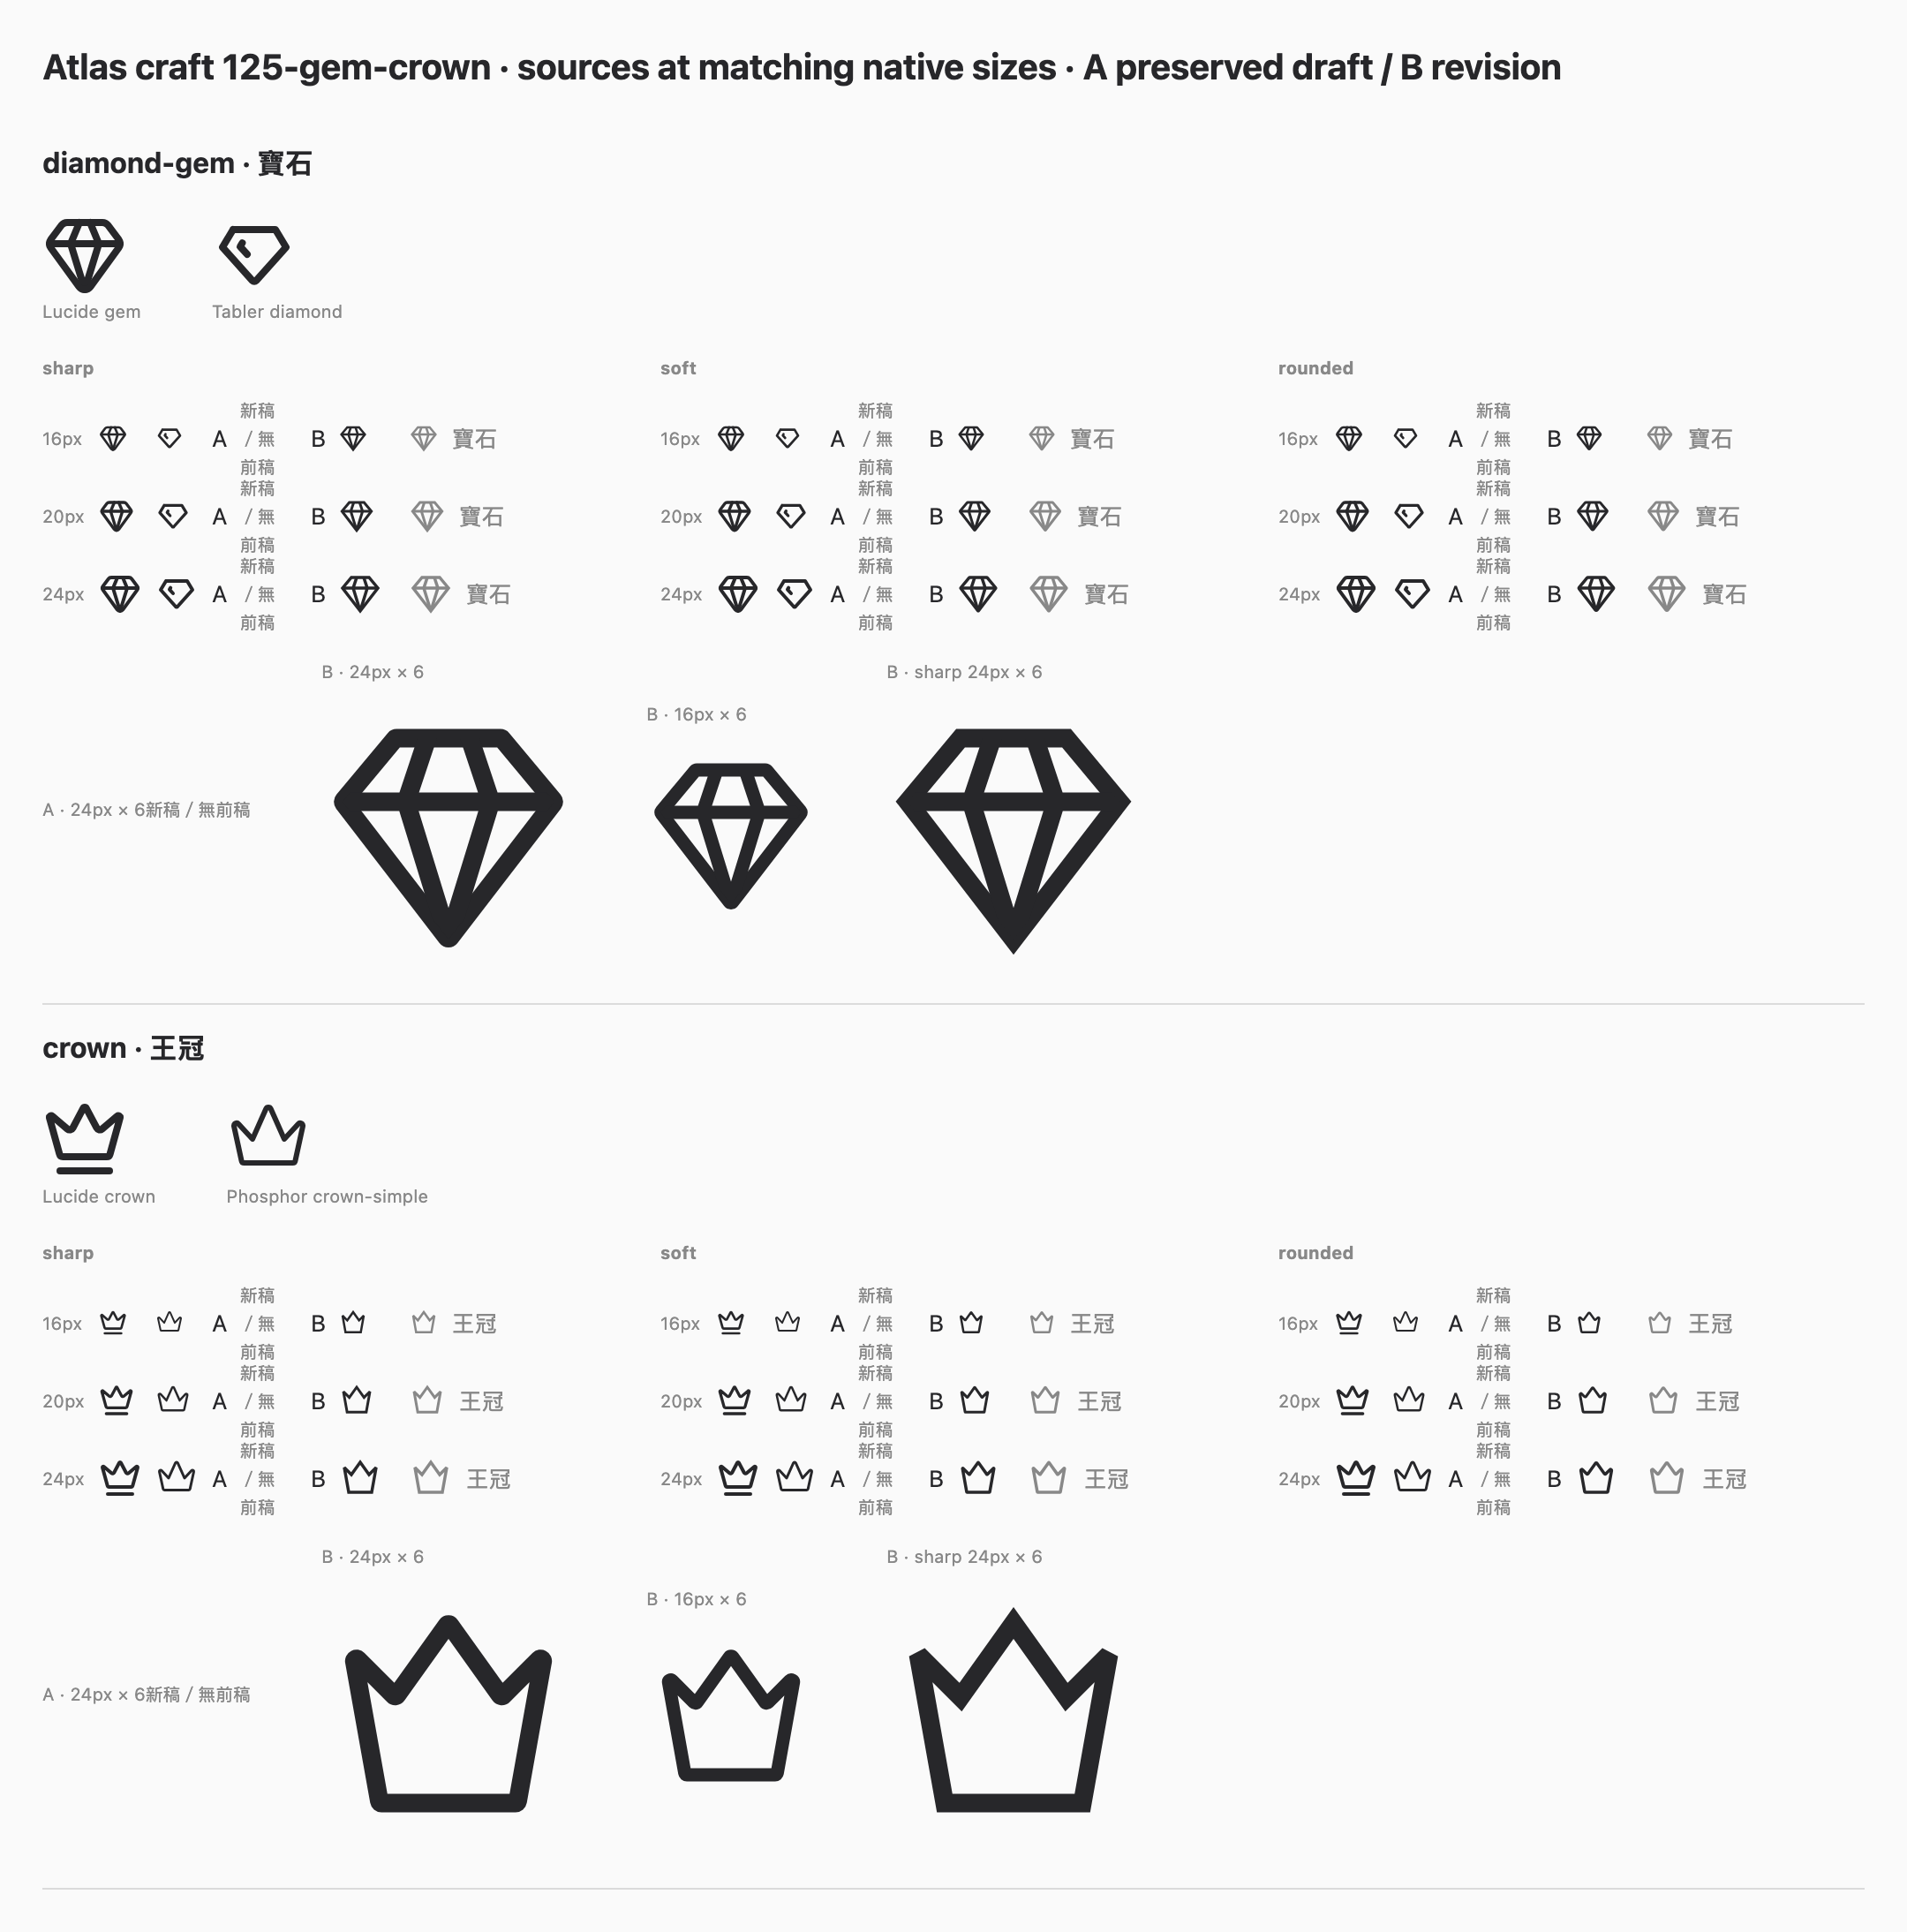 Atlas craft 125-gem-crown · sources at matching native sizes · A preserved draft / B revision
diamond-gem · 寶石
Lucide gem
Tabler diamond
sharp
16px A 新稿 / 無前稿 B 寶石
20px A 新稿 / 無前稿 B 寶石
24px A 新稿 / 無前稿 B 寶石
soft
16px A 新稿 / 無前稿 B 寶石
20px A 新稿 / 無前稿 B 寶石
24px A 新稿 / 無前稿 B 寶石
rounded
16px A 新稿 / 無前稿 B 寶石
20px A 新稿 / 無前稿 B 寶石
24px A 新稿 / 無前稿 B 寶石
A · 24px × 6新稿 / 無前稿
B · 24px × 6
B · 16px × 6
B · sharp 24px × 6
crown · 王冠
Lucide crown
Phosphor crown-simple
sharp
16px A 新稿 / 無前稿 B 王冠
20px A 新稿 / 無前稿 B 王冠
24px A 新稿 / 無前稿 B 王冠
soft
16px A 新稿 / 無前稿 B 王冠
20px A 新稿 / 無前稿 B 王冠
24px A 新稿 / 無前稿 B 王冠
rounded
16px A 新稿 / 無前稿 B 王冠
20px A 新稿 / 無前稿 B 王冠
24px A 新稿 / 無前稿 B 王冠
A · 24px × 6新稿 / 無前稿
B · 24px × 6
B · 16px × 6
B · sharp 24px × 6